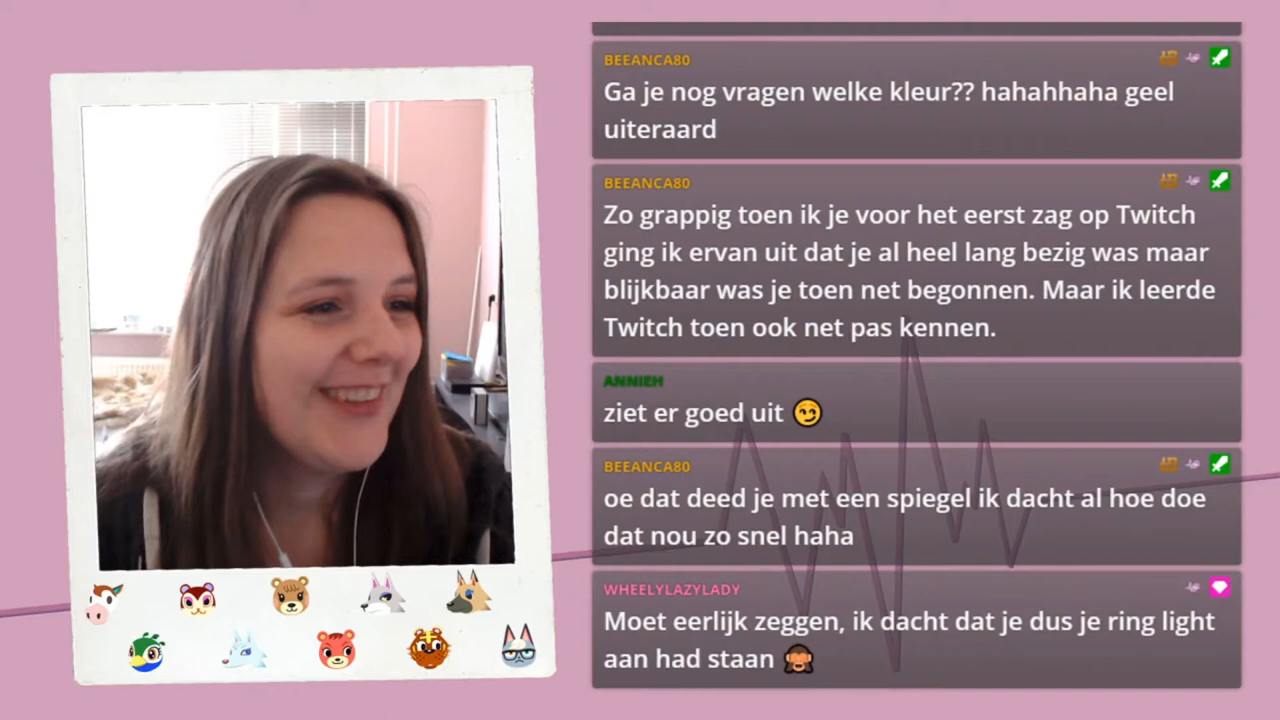 BEEANCA80
Ga je nog vragen welke kleur?? hahahhaha geel
uiteraard
BEEANCA80
Zo grappig toen ik je voor het eerst zag op Twitch
ging ik ervan uit dat je al heel lang bezig was maar
blijkbaar was je toen net begonnen. Maar ik leerde
Twitch toen ook net pas kennen.
ANNIEH
ziet er goed uit 😏
BEEANCA80
oe dat deed je met een spiegel ik dacht al hoe doe
dat nou zo snel haha
WHEELYLAZYLADY
Moet eerlijk zeggen, ik dacht dat je dus je ring light
aan had staan 🙈